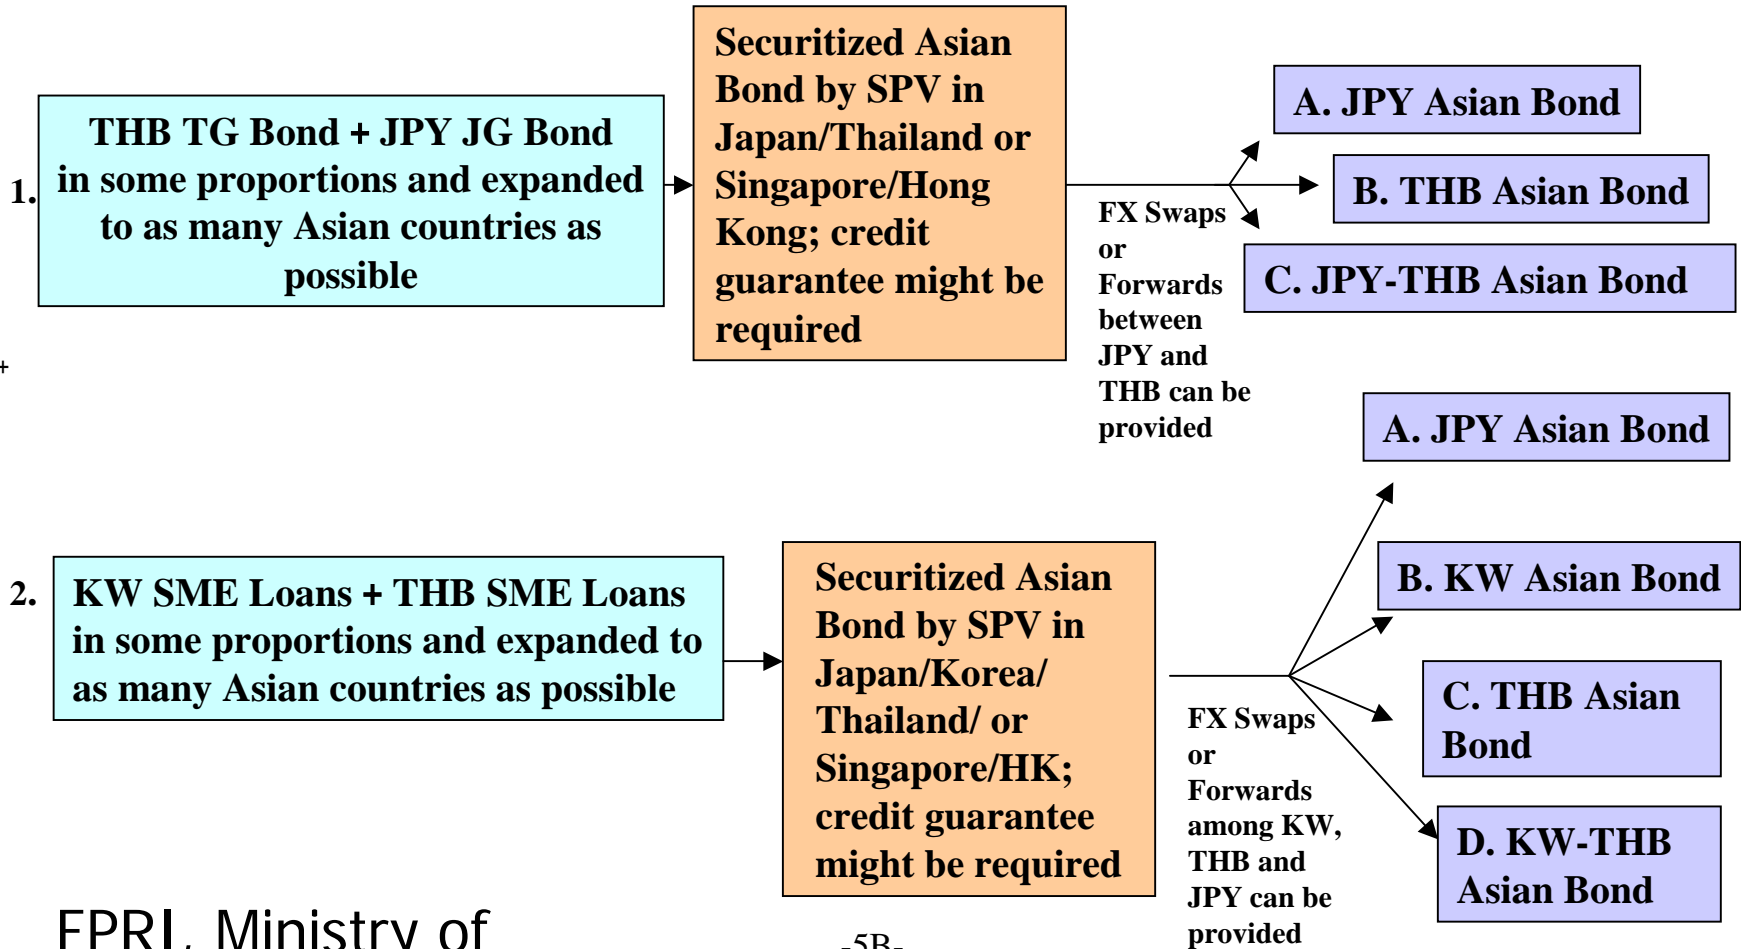 1.
THB TG Bond + JPY JG Bond
in some proportions and expanded
to as many Asian countries as
possible
Securitized Asian
Bond by SPV in
Japan/Thailand or
Singapore/Hong
Kong; credit
guarantee might be
required
FX Swaps
or
Forwards
between
JPY and
THB can be
provided
A. JPY Asian Bond
B. THB Asian Bond
C. JPY-THB Asian Bond
+
2.
KW SME Loans + THB SME Loans
in some proportions and expanded to
as many Asian countries as possible
Securitized Asian
Bond by SPV in
Japan/Korea/
Thailand/ or
Singapore/HK;
credit guarantee
might be required
FX Swaps
or
Forwards
among KW,
THB and
JPY can be
provided
A. JPY Asian Bond
B. KW Asian Bond
C. THB Asian
Bond
D. KW-THB
Asian Bond
FPRI, Ministry of
-5B-